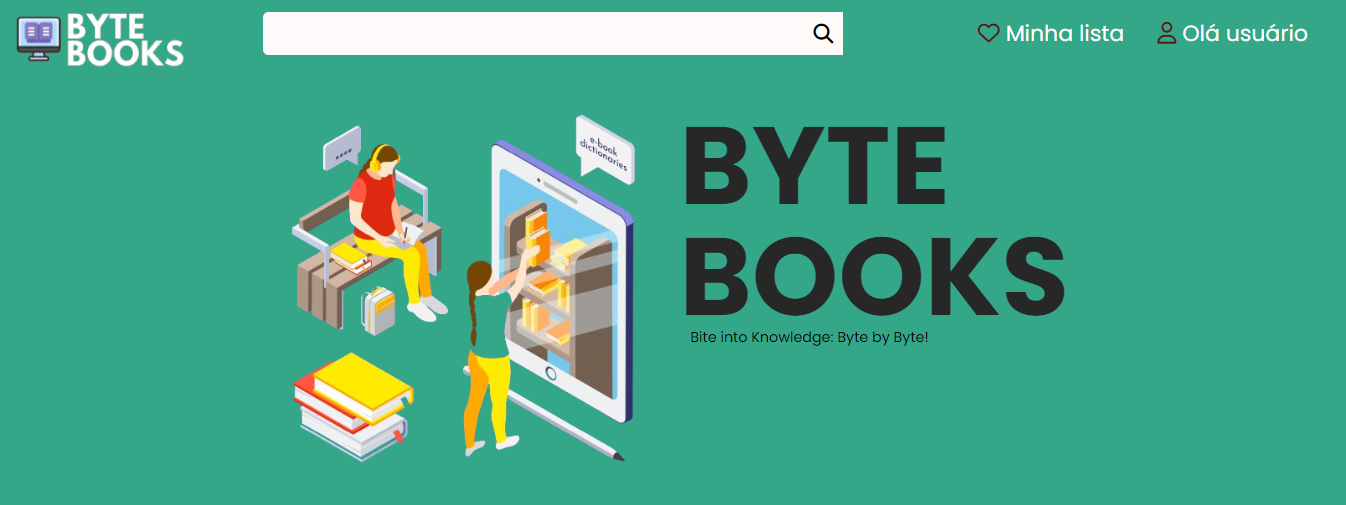 BYTE
BOOKS
Minha lista
Olá usuário
e-book
dictionaries
BYTE
BOOKS
Bite into Knowledge: Byte by Byte!